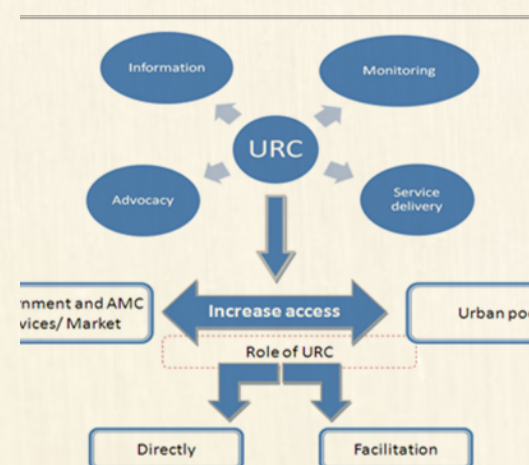 Information
Monitoring
URC
Advocacy
Service
delivery
nment and AMC
vices/ Market
Increase access
Urban poo
Role of URC
Directly
Facilitation